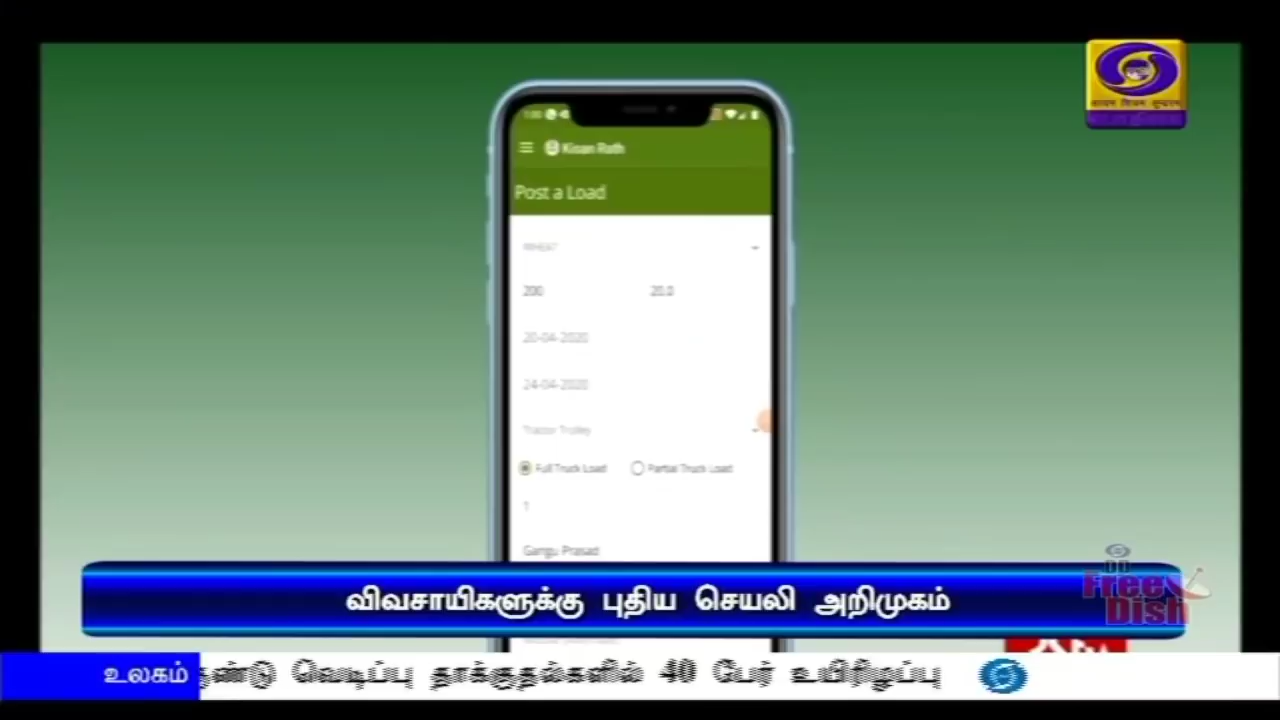 Kisan Rath
Post a Load
WHEAT
200 20.0
20-04-2020
24-04-2020
Tractor Trolley
Full Truck Load Partial Truck Load
1
Gangu Prasad
விவசாயிகளுக்கு புதிய செயலி அறிமுகம்
DD
Free
Dish
உலகம் குண்டு வெடிப்பு தாக்குதல்களில் 40 பேர் உயிரிழப்பு